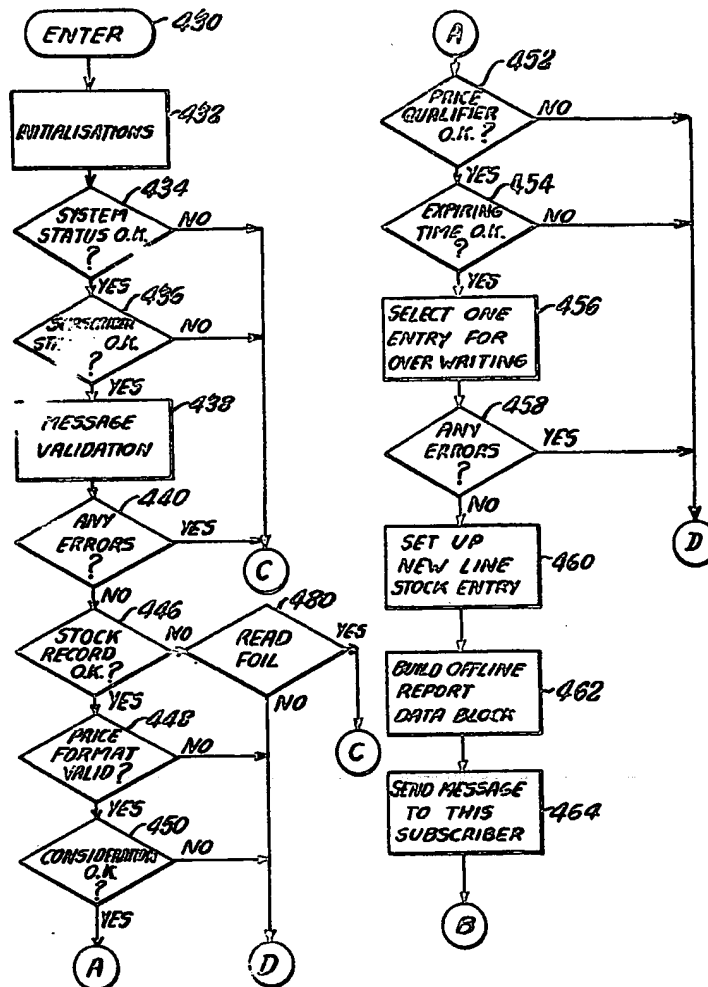 ENTER
430
INITIALISATIONS
432
434
SYSTEM
STATUS O.K.
?
NO
YES
436
SUBSCRIBER
O.K.
?
NO
YES
438
MESSAGE
VALIDATION
440
ANY
ERRORS
?
YES
C
NO
446
STOCK
RECORD
O.K.?
NO
480
READ
FOIL
YES
NO
C
YES
448
PRICE
FORMAT
VALID?
NO
YES
450
O.K.
?
NO
YES
A
D
A
452
PRICE
QUALIFIER
O.K.?
NO
YES
454
EXPIRING
TIME O.K.
?
NO
YES
SELECT ONE
ENTRY FOR
OVER WRITING
456
458
ANY
ERRORS
?
YES
D
NO
SET UP
NEW LINE
STOCK ENTRY
460
BUILD OFFLINE
REPORT
DATA BLOCK
462
SEND MESSAGE
TO THIS
SUBSCRIBER
464
B